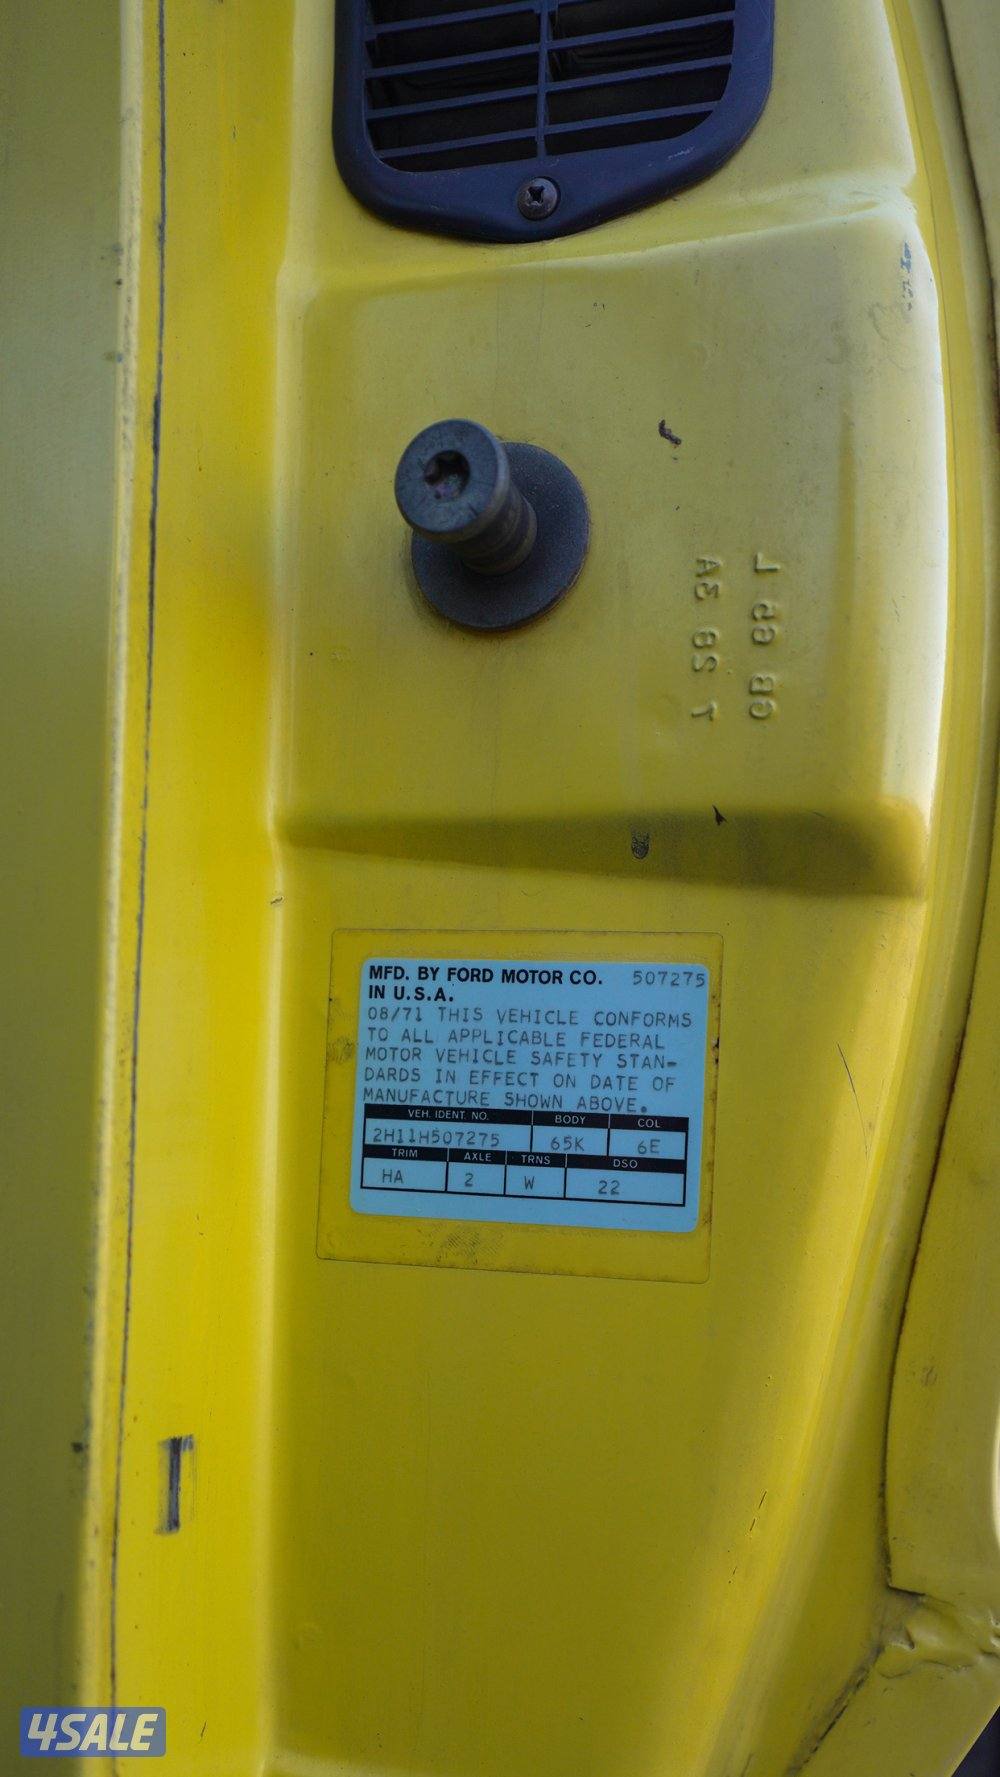 MFD. BY FORD MOTOR CO. 507275
IN U.S.A.
08/71 THIS VEHICLE CONFORMS
TO ALL APPLICABLE FEDERAL
MOTOR VEHICLE SAFETY STAN-
DARDS IN EFFECT ON DATE OF
MANUFACTURE SHOWN ABOVE.
VEH. IDENT. NO. BODY COL
2H11H507275 65K 6E
TRIM AXLE TRNS DSO
HA 2 W 22
4SALE